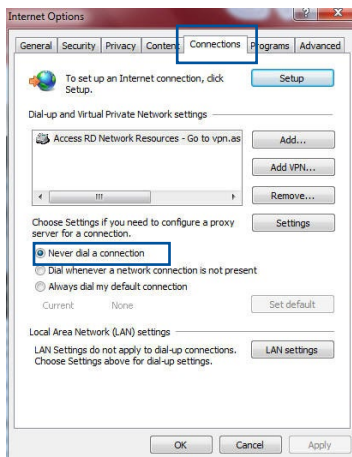 Internet Options
General Security Privacy Content Connections Programs Advanced
To set up an Internet connection, click
Setup.
Setup
Dial-up and Virtual Private Network settings
Access RD Network Resources - Go to vpn.as
Add...
Add VPN...
Remove...
Choose Settings if you need to configure a proxy
server for a connection.
Settings
Never dial a connection
Dial whenever a network connection is not present
Always dial my default connection
Current None
Set default
Local Area Network (LAN) settings
LAN Settings do not apply to dial-up connections.
Choose Settings above for dial-up settings.
LAN settings
OK Cancel Apply